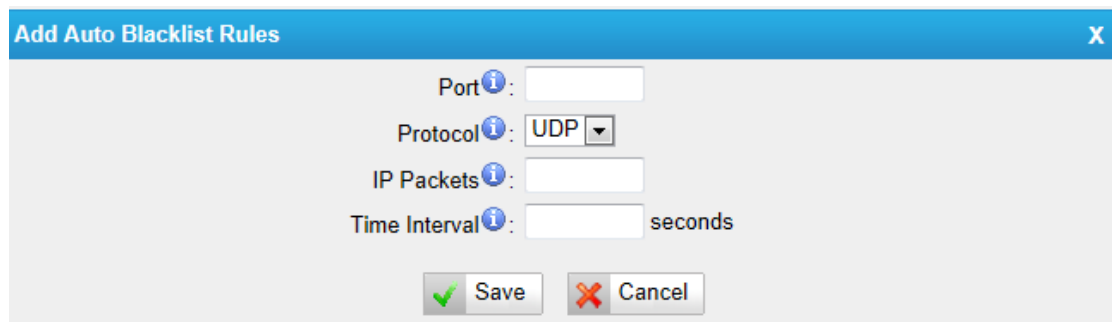 Add Auto Blacklist Rules X
Port i :
Protocol i : UDP
IP Packets i :
Time Interval i : seconds
Save Cancel